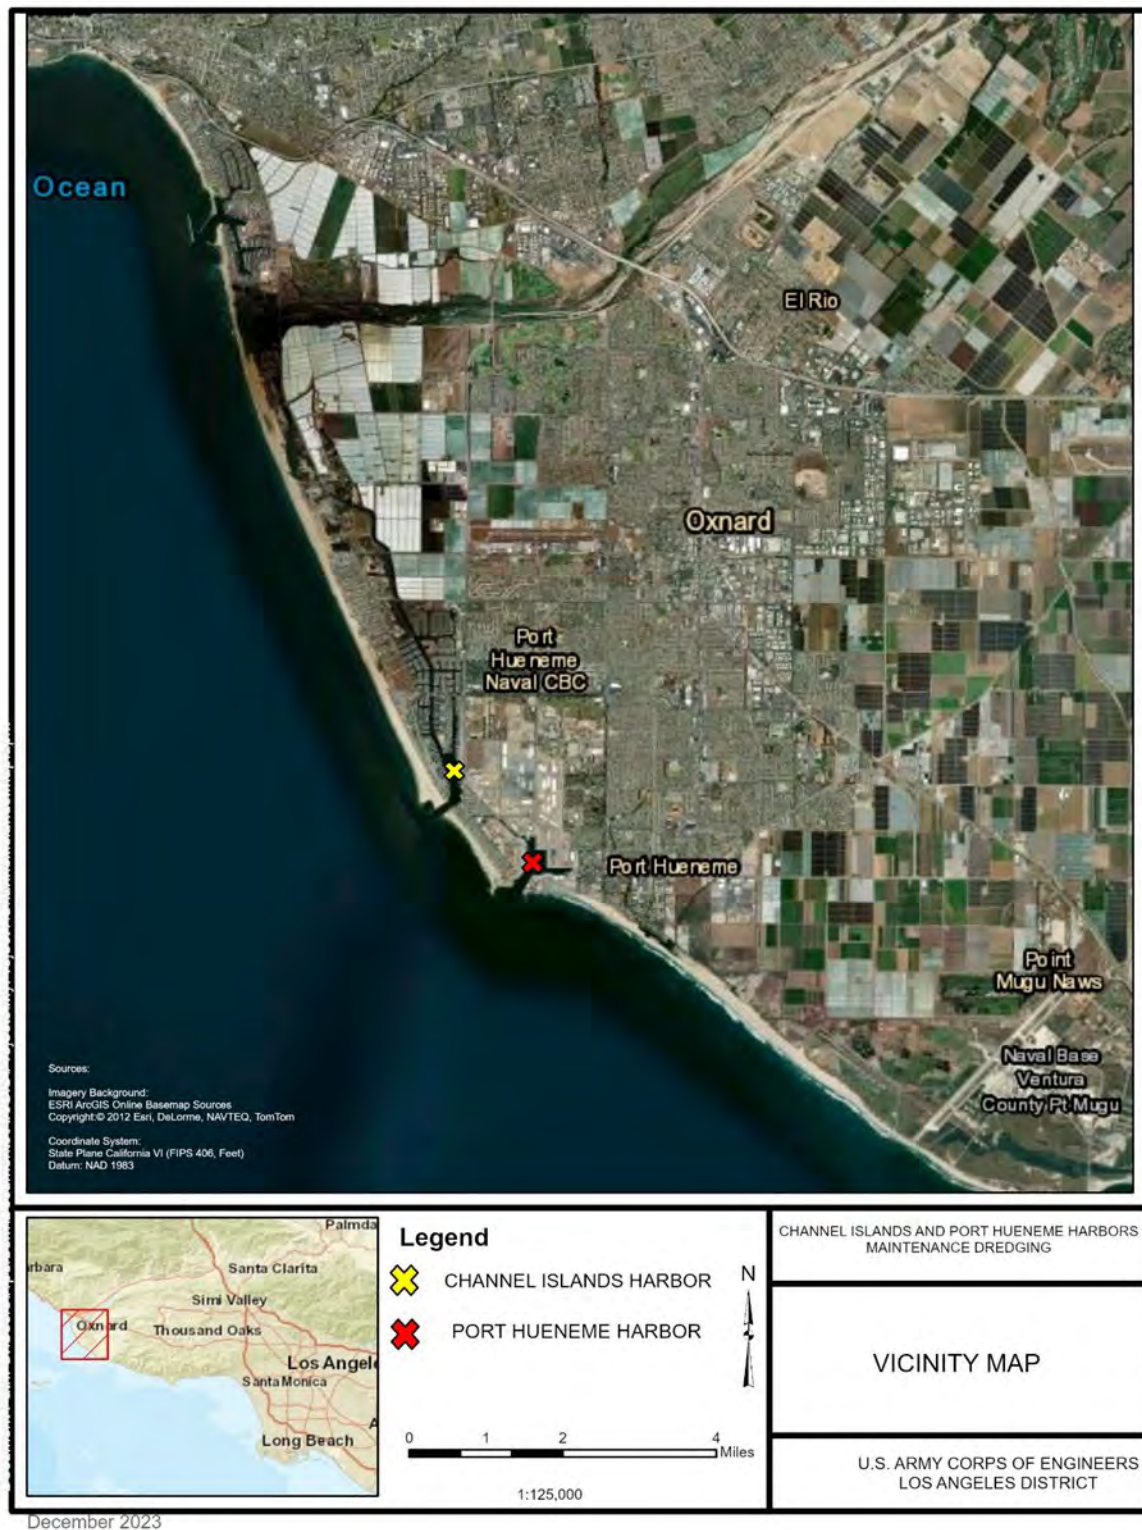 Ocean
El Rio
Oxnard
Port
Hueneme
Naval CBC
Port Hueneme
Point
Mugu Naws
Naval Base
Ventura
County Pt Mugu
Sources:
Imagery Background:
ESRI ArcGIS Online Basemap Sources
Copyright:© 2012 Esri, DeLorme, NAVTEQ, TomTom
Coordinate System:
State Plane California VI (FIPS 406, Feet)
Datum: NAD 1983
Palmda
rbara
Santa Clarita
Simi Valley
Oxnard
Thousand Oaks
Los Angele
Santa Monica
A
Long Beach
Legend
CHANNEL ISLANDS HARBOR
PORT HUENEME HARBOR
N
0 1 2 4
Miles
1:125,000
CHANNEL ISLANDS AND PORT HUENEME HARBORS
MAINTENANCE DREDGING
VICINITY MAP
U.S. ARMY CORPS OF ENGINEERS
LOS ANGELES DISTRICT
December 2023